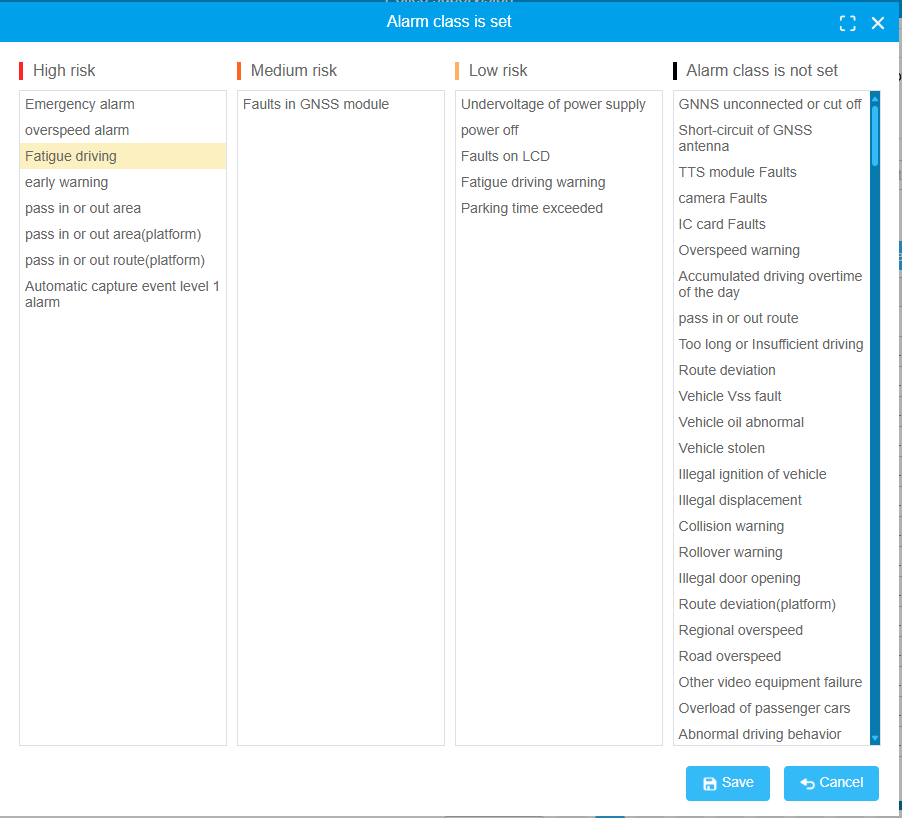 Alarm class is set
High risk
Emergency alarm
overspeed alarm
Fatigue driving
early warning
pass in or out area
pass in or out area(platform)
pass in or out route(platform)
Automatic capture event level 1
alarm
Medium risk
Faults in GNSS module
Low risk
Undervoltage of power supply
power off
Faults on LCD
Fatigue driving warning
Parking time exceeded
Alarm class is not set
GNNS unconnected or cut off
Short-circuit of GNSS
antenna
TTS module Faults
camera Faults
IC card Faults
Overspeed warning
Accumulated driving overtime
of the day
pass in or out route
Too long or Insufficient driving
Route deviation
Vehicle Vss fault
Vehicle oil abnormal
Vehicle stolen
Illegal ignition of vehicle
Illegal displacement
Collision warning
Rollover warning
Illegal door opening
Route deviation(platform)
Regional overspeed
Road overspeed
Other video equipment failure
Overload of passenger cars
Abnormal driving behavior
Save
Cancel